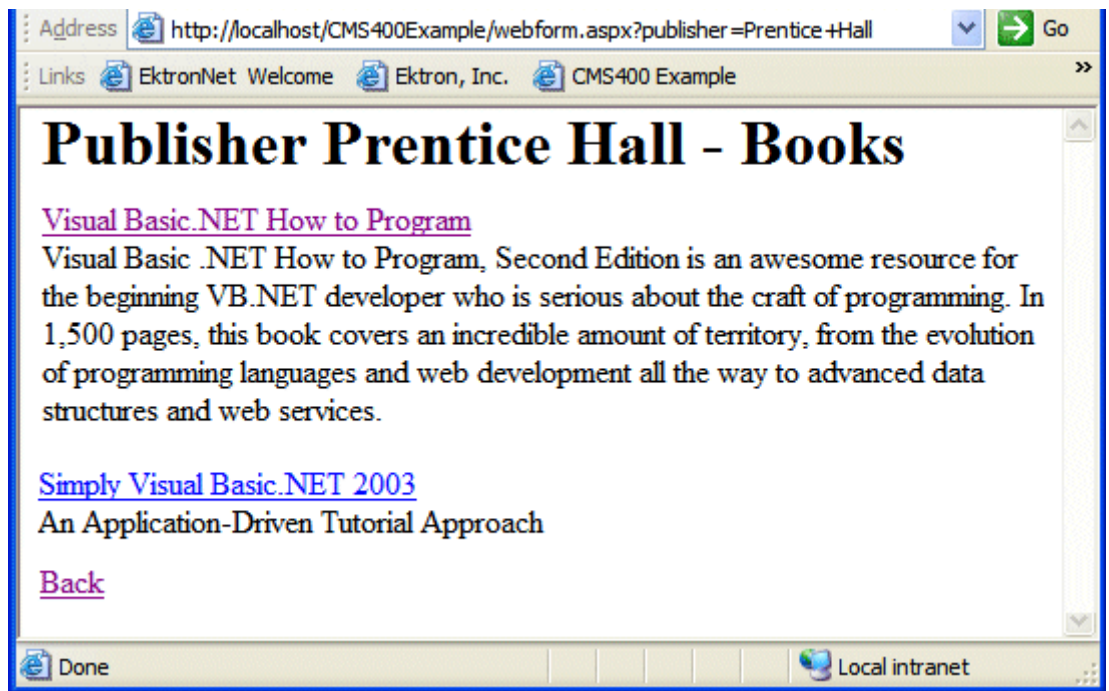 Address http://localhost/CMS400Example/webform.aspx?publisher=Prentice+Hall Go
Links EktronNet Welcome Ektron, Inc. CMS400 Example »
Publisher Prentice Hall - Books
Visual Basic.NET How to Program
Visual Basic .NET How to Program, Second Edition is an awesome resource for
the beginning VB.NET developer who is serious about the craft of programming. In
1,500 pages, this book covers an incredible amount of territory, from the evolution
of programming languages and web development all the way to advanced data
structures and web services.
Simply Visual Basic.NET 2003
An Application-Driven Tutorial Approach
Back
Done Local intranet